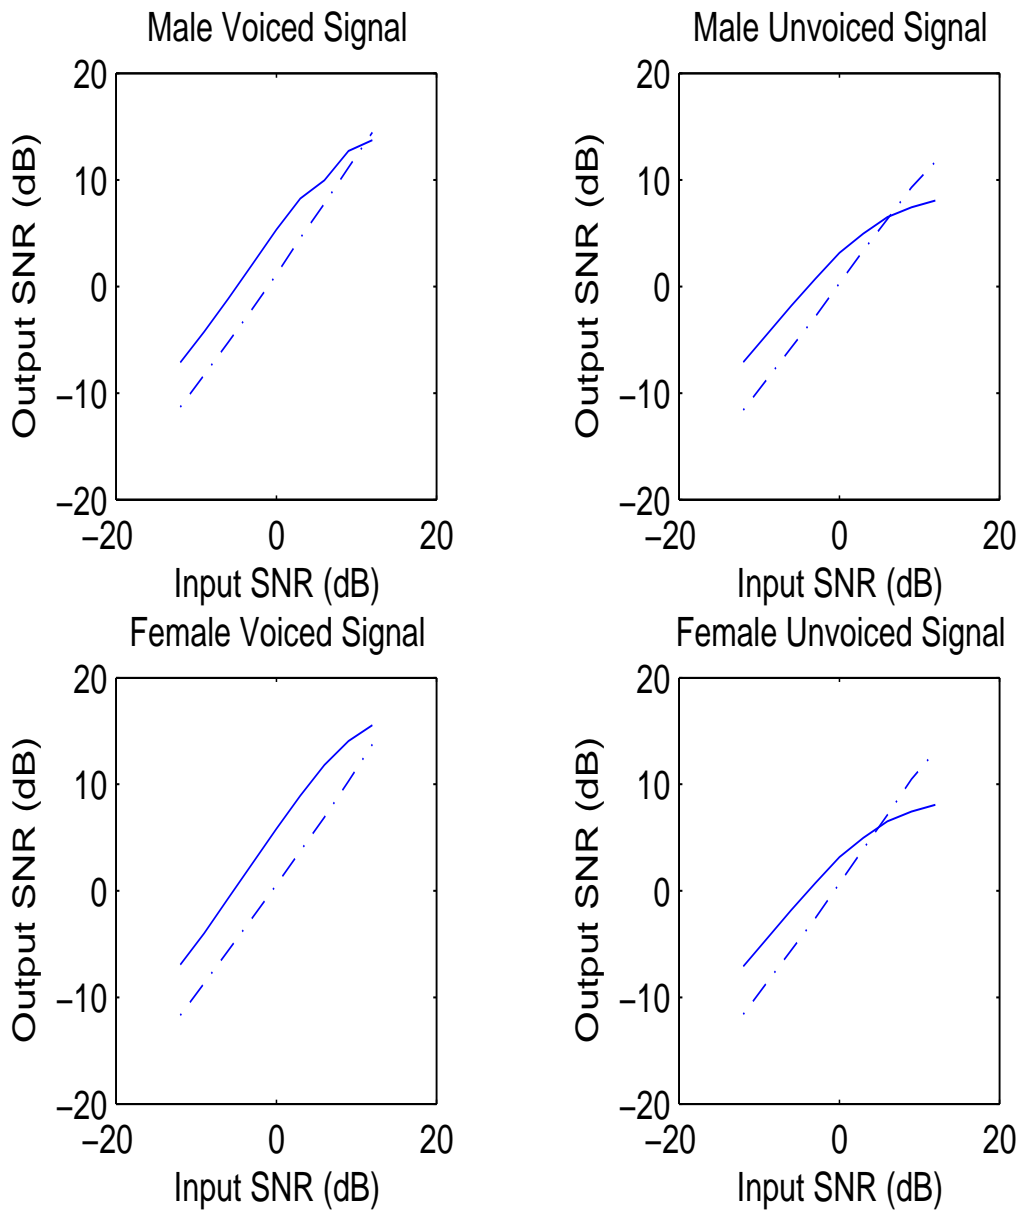 Male Voiced Signal
Output SNR (dB)
20
10
0
−10
−20
−20 0 20
Input SNR (dB)
Male Unvoiced Signal
Output SNR (dB)
20
10
0
−10
−20
−20 0 20
Input SNR (dB)
Female Voiced Signal
Output SNR (dB)
20
10
0
−10
−20
−20 0 20
Input SNR (dB)
Female Unvoiced Signal
Output SNR (dB)
20
10
0
−10
−20
−20 0 20
Input SNR (dB)